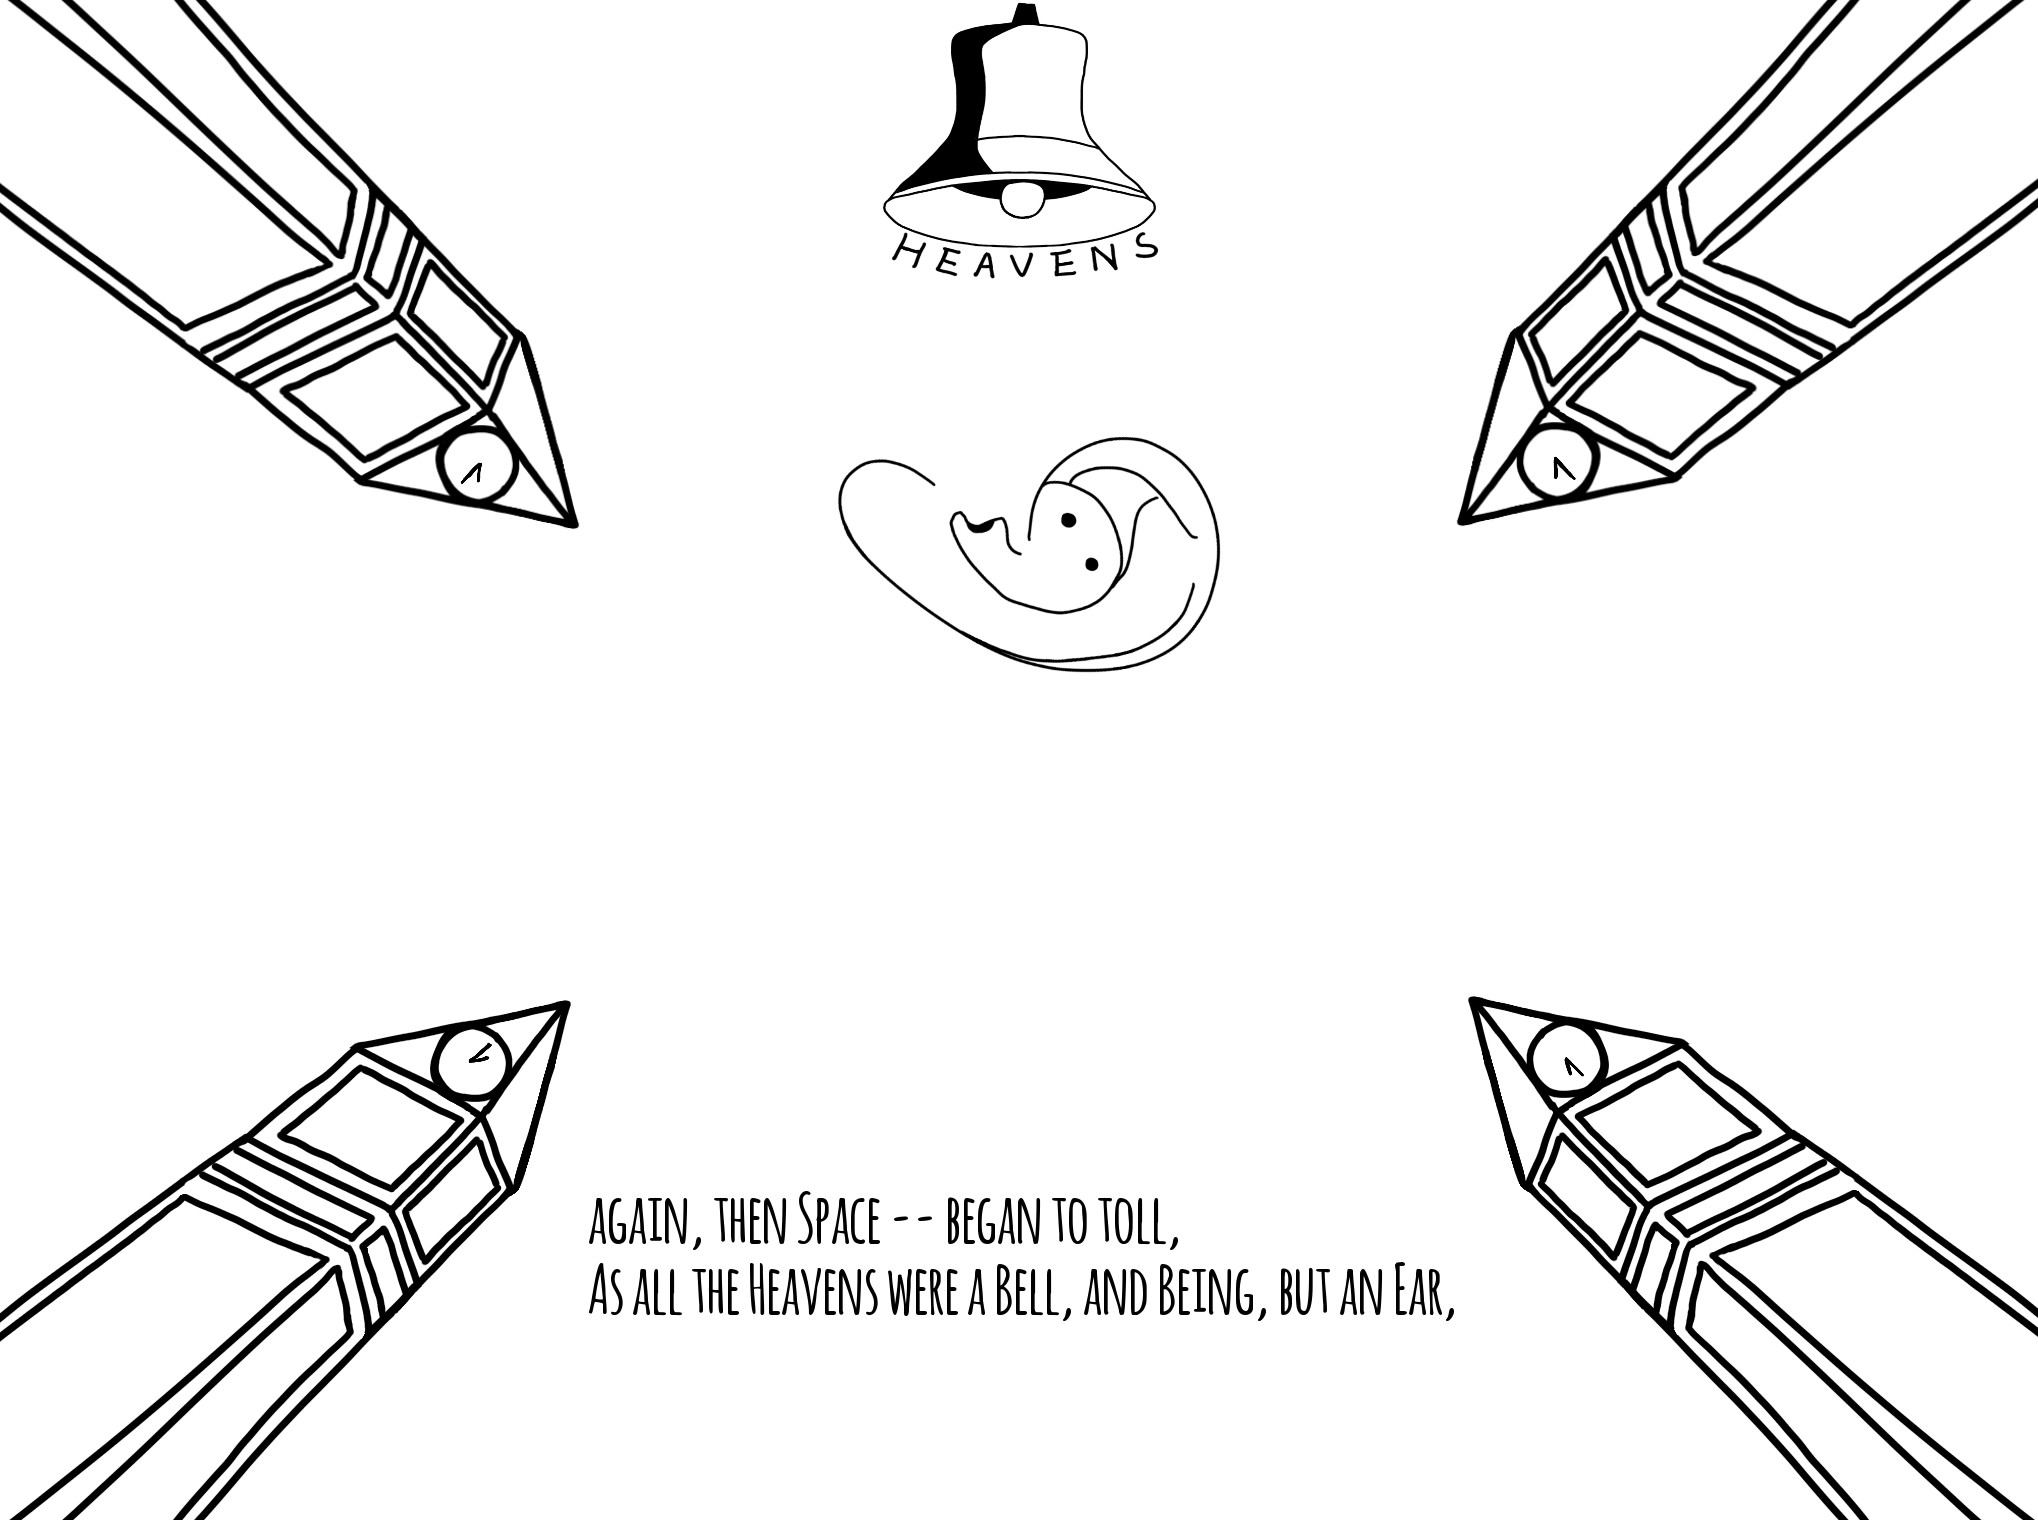 HEAVENS
AGAIN, THEN SPACE -- BEGAN TO TOLL,
AS ALL THE HEAVENS WERE A BELL, AND BEING, BUT AN EAR,